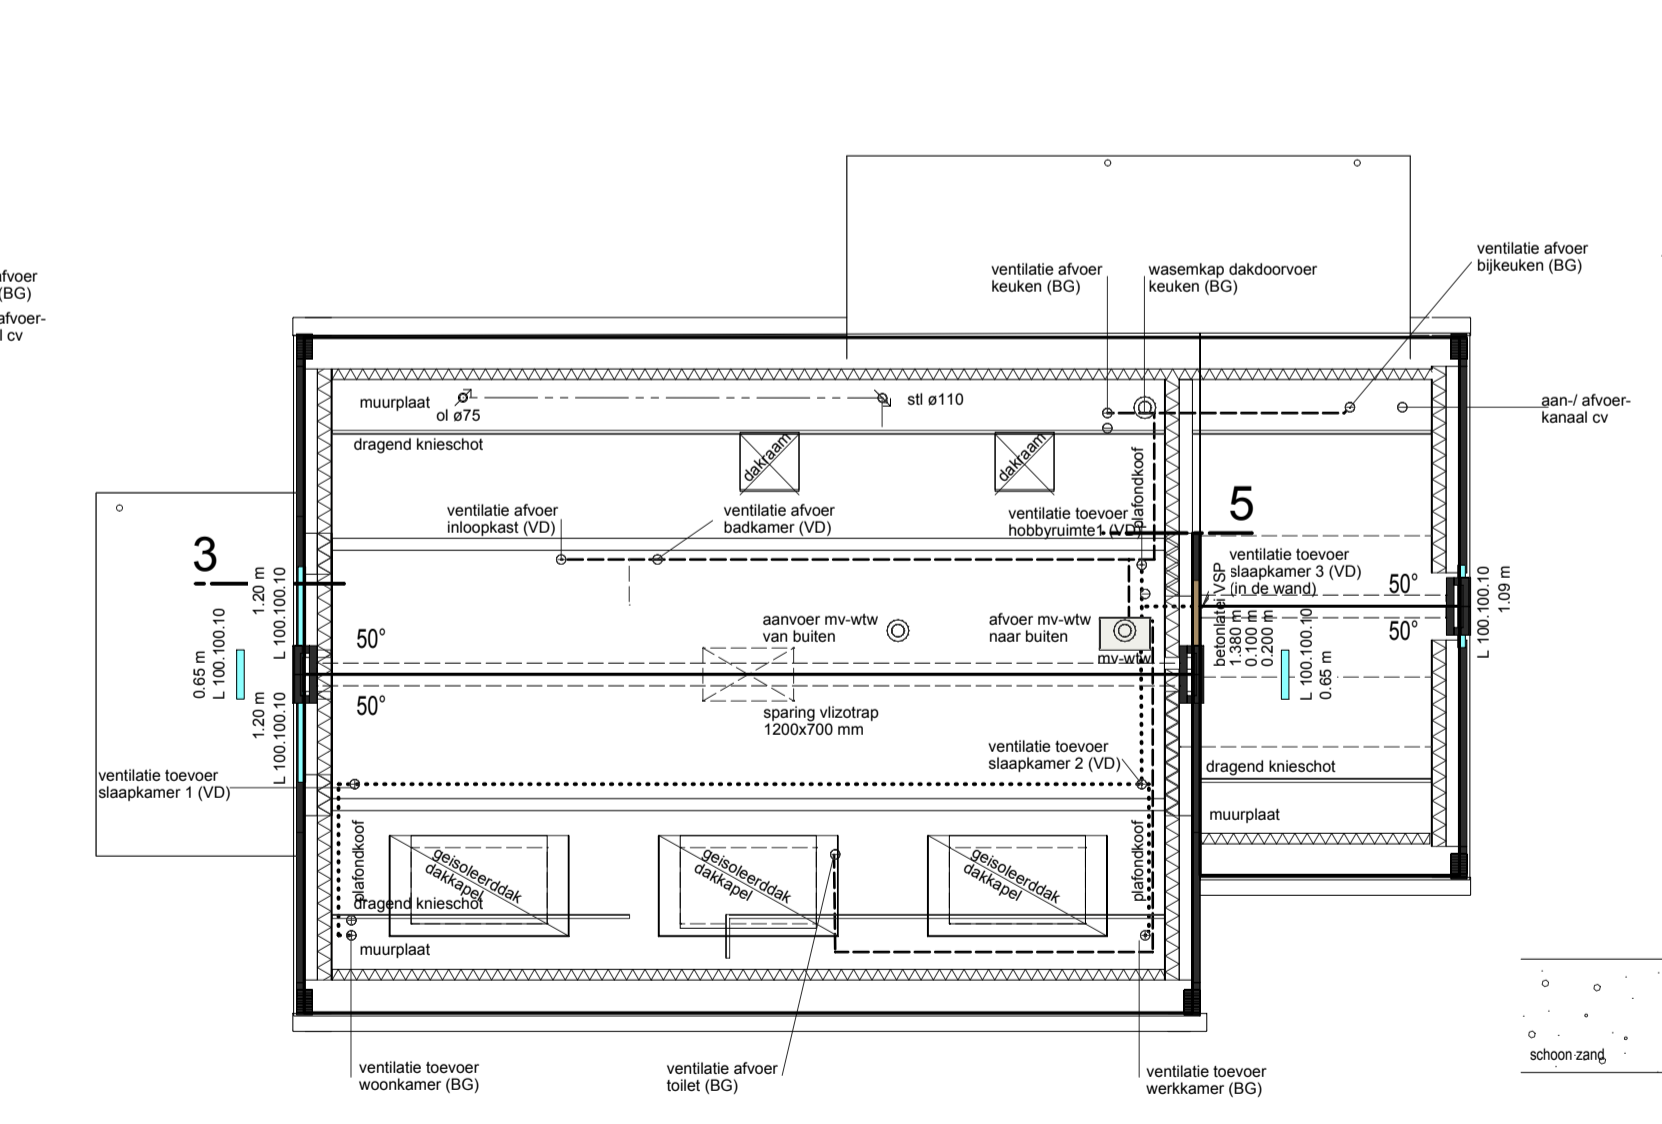 ventilatie afvoer
bijkeuken (BG)
ventilatie afvoer
keuken (BG)
wasemkap dakdoorvoer
keuken (BG)
afvoer
(BG)
afvoer-
l cv
muurplaat
ol ø75
stl ø110
aan-/ afvoer-
kanaal cv
dragend knieschot
dakraam
dakraam
plafondkoof
5
ventilatie afvoer
inloopkast (VD)
ventilatie afvoer
badkamer (VD)
ventilatie toevoer
hobbyruimte1 (VD)
3
ventilatie toevoer
slaapkamer 3 (VD)
(in de wand)
1.20 m
L 100.100.10
0.65 m
L 100.100.10
1.20 m
L 100.100.10
50°
50°
aanvoer mv-wtw
van buiten
afvoer mv-wtw
naar buiten
mv-wtw
betonlatei VSP
1.380 m
0.100 m
0.200 m
L 100.100.10
0.65 m
50°
50°
L 100.100.10
1.09 m
sparing vlizotrap
1200x700 mm
ventilatie toevoer
slaapkamer 2 (VD)
ventilatie toevoer
slaapkamer 1 (VD)
dragend knieschot
muurplaat
plafondkoof
geisoleerddak
dakkapel
geisoleerddak
dakkapel
geisoleerddak
dakkapel
plafondkoof
dragend knieschot
muurplaat
schoon zand
ventilatie toevoer
woonkamer (BG)
ventilatie afvoer
toilet (BG)
ventilatie toevoer
werkkamer (BG)